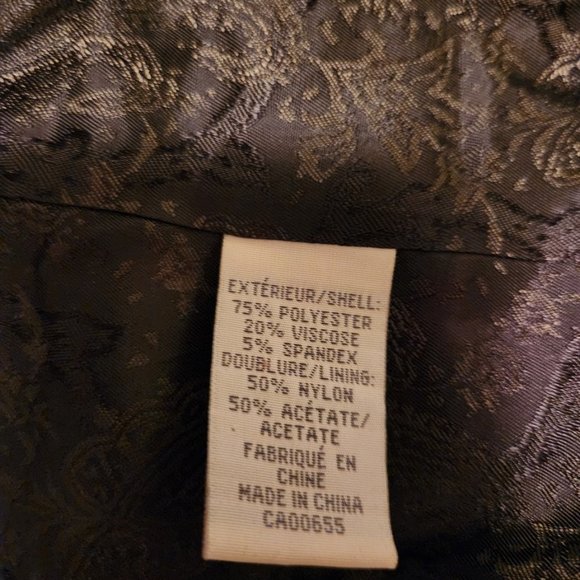 EXTÉRIEUR/SHELL:
75% POLYESTER
20% VISCOSE
5% SPANDEX
DOUBLURE/LINING:
50% NYLON
50% ACÉTATE/
ACETATE
FABRIQUÉ EN
CHINE
MADE IN CHINA
CA00655